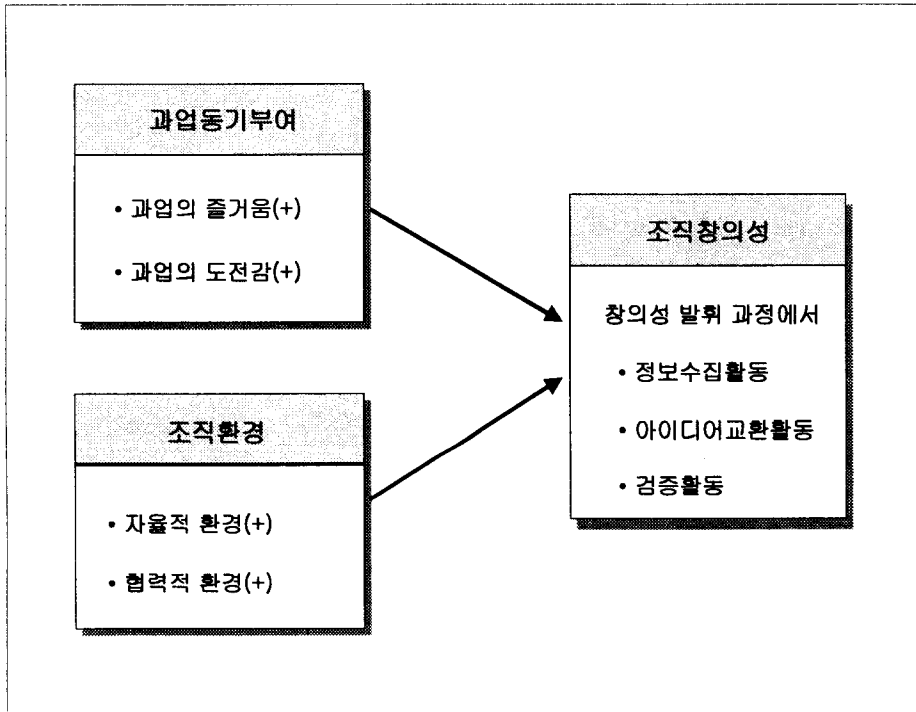 과업동기부여
• 과업의 즐거움(+)
• 과업의 도전감(+)
조직환경
• 자율적 환경(+)
• 협력적 환경(+)
조직창의성
창의성 발휘 과정에서
• 정보수집활동
• 아이디어교환활동
• 검증활동